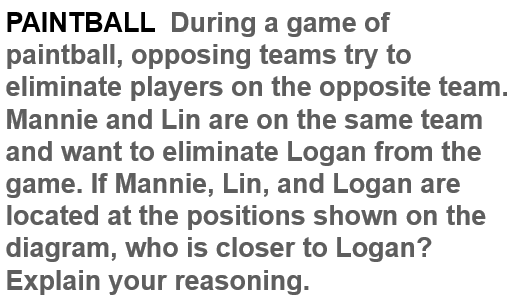 PAINTBALL During a game of
paintball, opposing teams try to
eliminate players on the opposite team.
Mannie and Lin are on the same team
and want to eliminate Logan from the
game. If Mannie, Lin, and Logan are
located at the positions shown on the
diagram, who is closer to Logan?
Explain your reasoning.